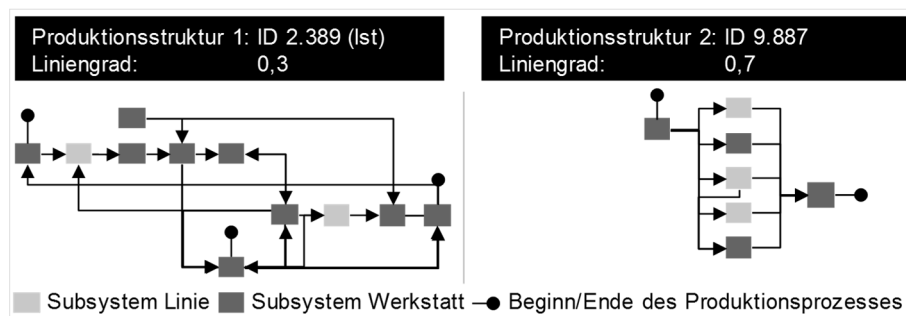 Produktionsstruktur 1: ID 2.389 (Ist)
Liniengrad: 0,3
Produktionsstruktur 2: ID 9.887
Liniengrad: 0,7
Subsystem Linie Subsystem Werkstatt Beginn/Ende des Produktionsprozesses